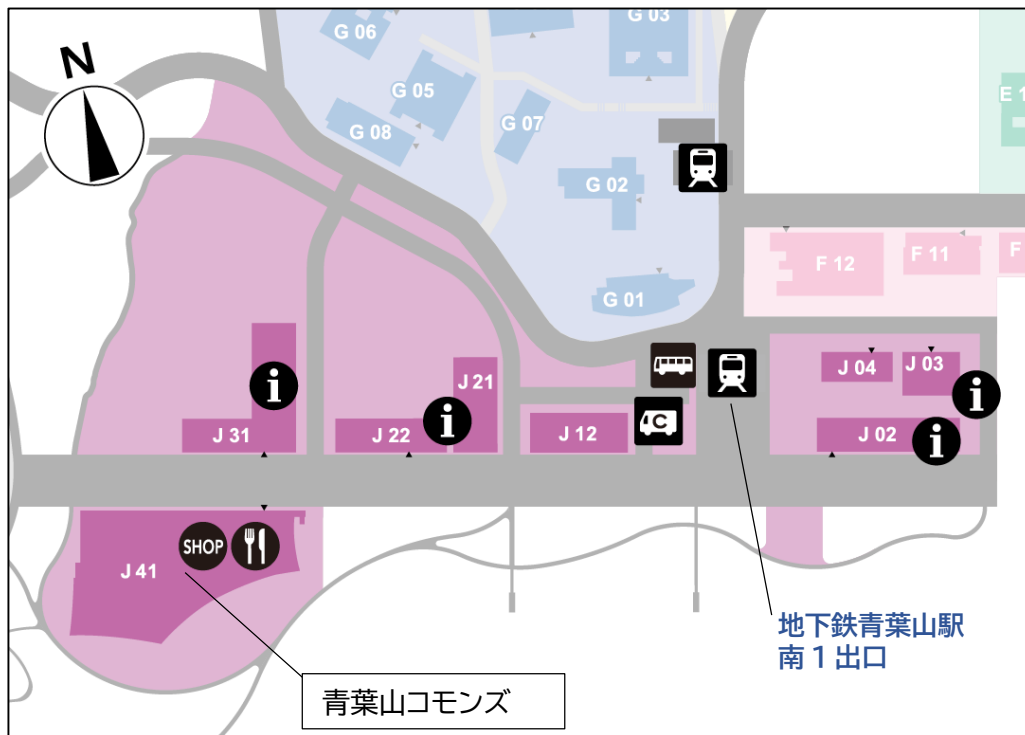 N
G 06
G 03
G 05
G 08
G 07
G 02
E 1
G 01
F 12
F 11
F
J 04
J 03
J 21
J 31
J 22
J 12
C
J 02
i
i
i
i
SHOP
J 41
地下鉄青葉山駅
南1出口
青葉山コモンズ